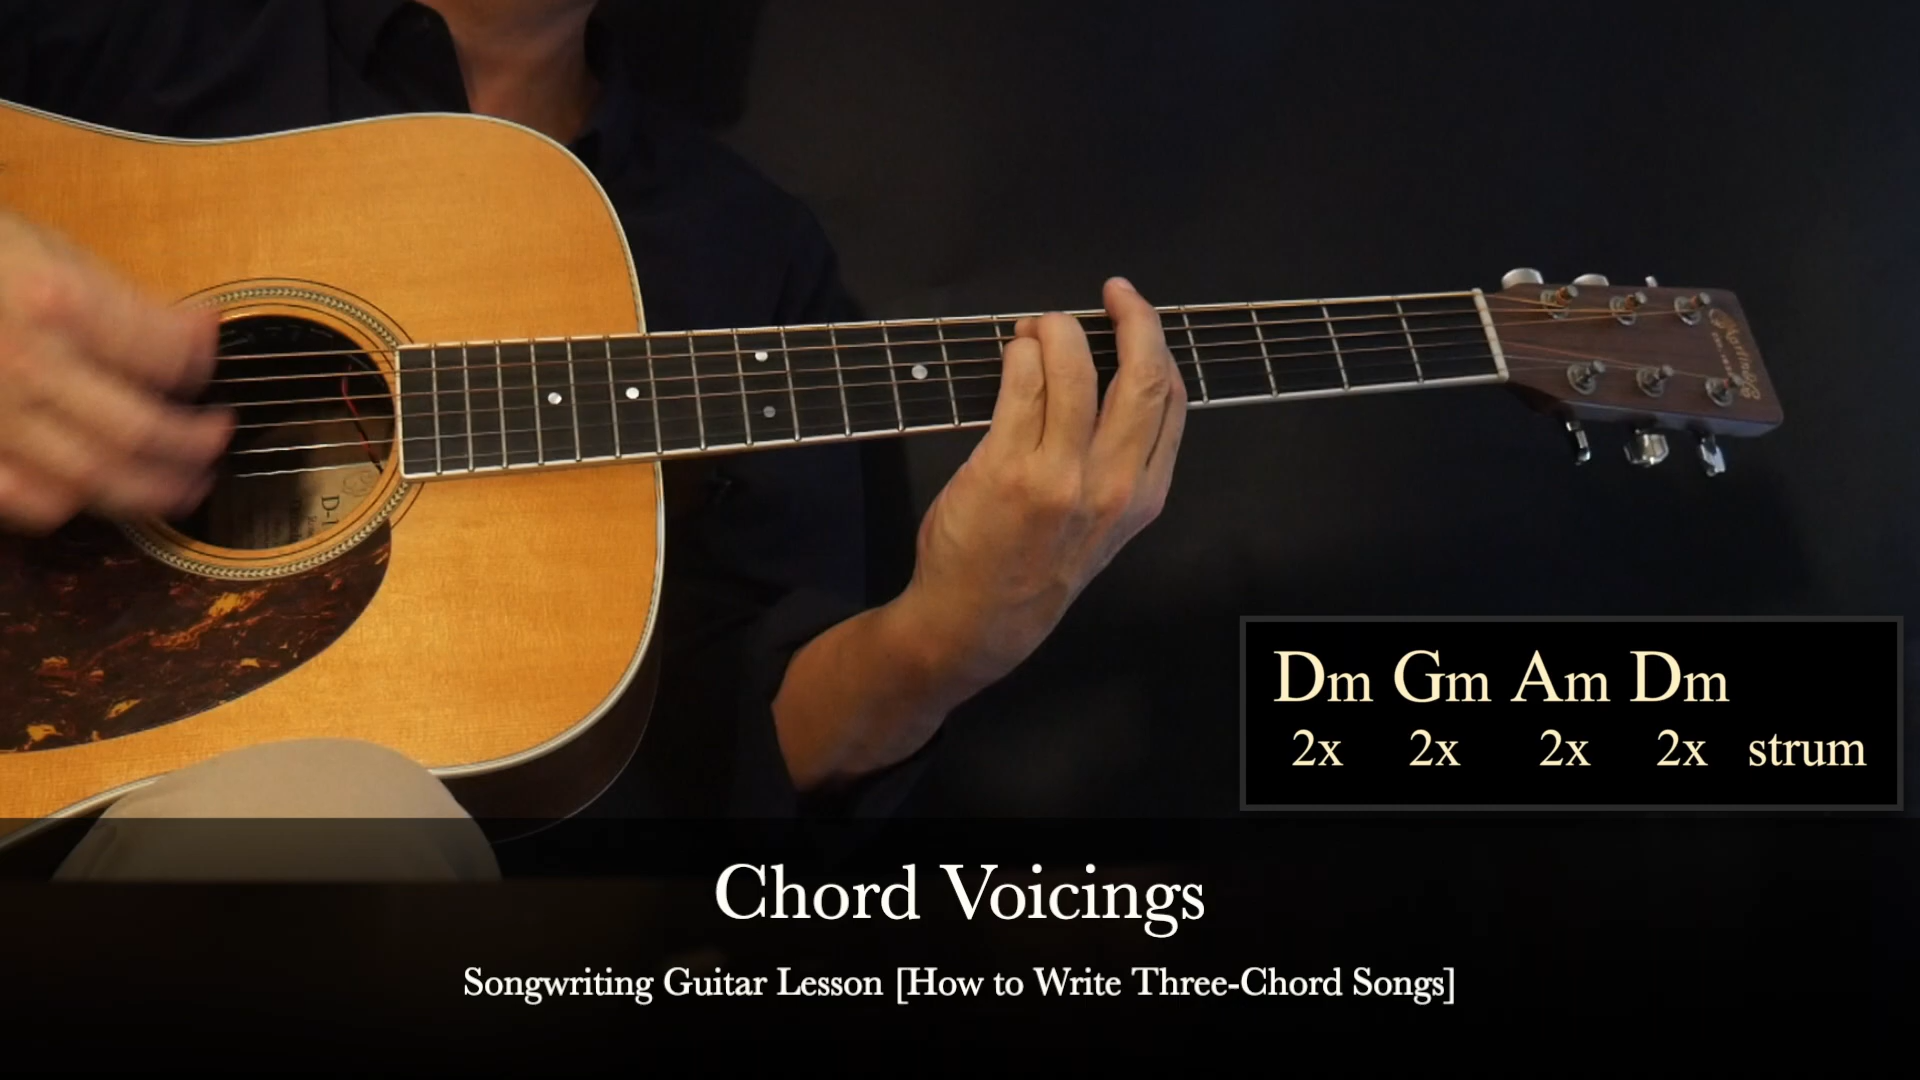 Dm Gm Am Dm
2x 2x 2x 2x strum
Chord Voicings
Songwriting Guitar Lesson [How to Write Three-Chord Songs]
D-1